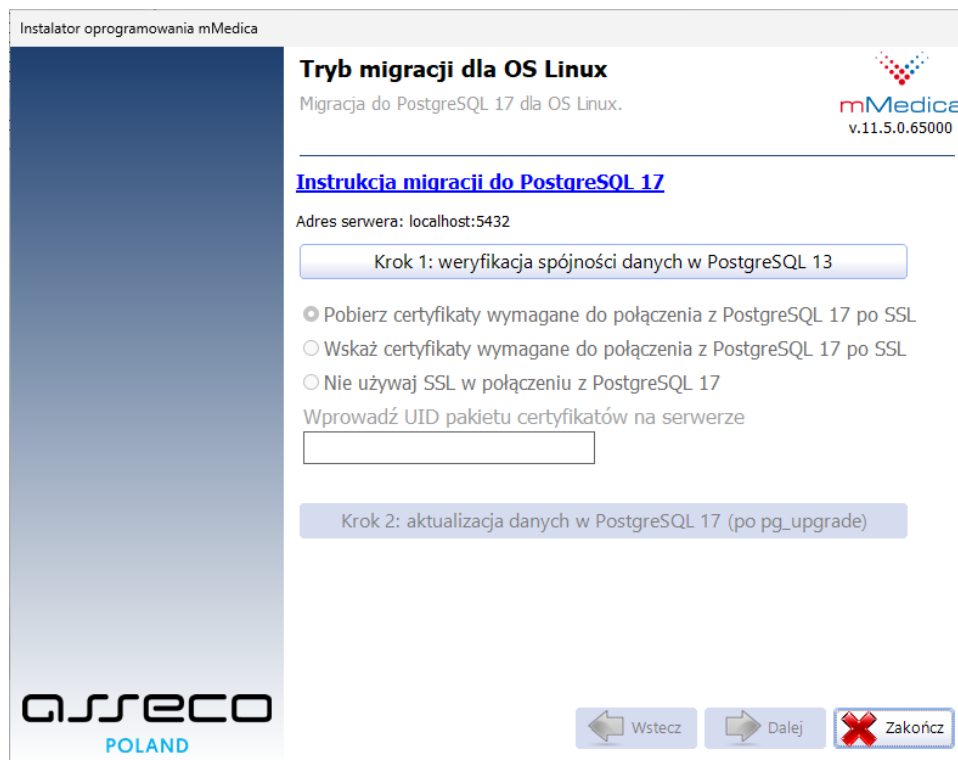 Instalator oprogramowania mMedica
Tryb migracji dla OS Linux
Migracja do PostgreSQL 17 dla OS Linux.
mMedica
v.11.5.0.65000
Instrukcja migracji do PostgreSQL 17
Adres serwera: localhost:5432
Krok 1: weryfikacja spójności danych w PostgreSQL 13
Pobierz certyfikaty wymagane do połączenia z PostgreSQL 17 po SSL
Wskaż certyfikaty wymagane do połączenia z PostgreSQL 17 po SSL
Nie używaj SSL w połączeniu z PostgreSQL 17
Wprowadź UID pakietu certyfikatów na serwerze
Krok 2: aktualizacja danych w PostgreSQL 17 (po pg_upgrade)
asseco
POLAND
Wstecz Dalej Zakończ